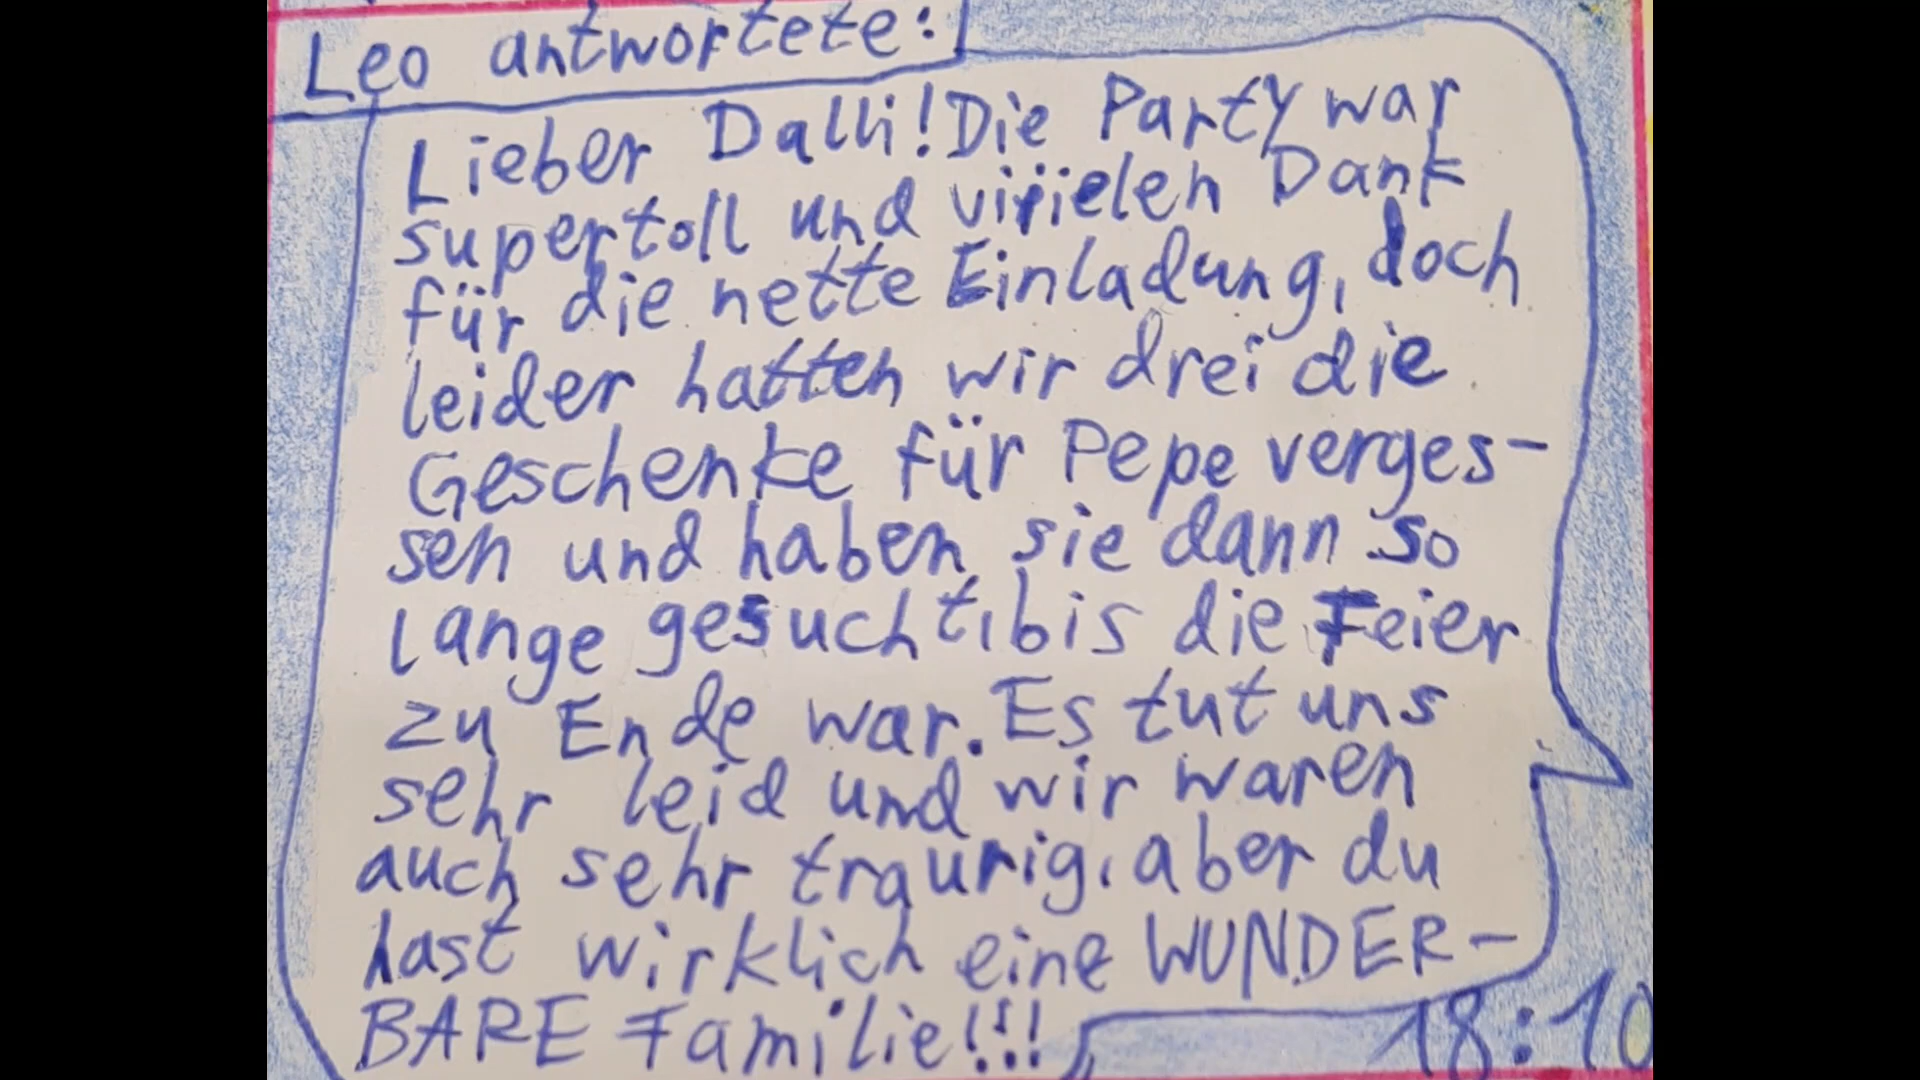 Leo antwortete:
Lieber Dalli! Die Party war
supertoll und viiielen Dank
für die nette Einladung, doch
leider hatten wir drei die
Geschenke für Pepe verges-
sen und haben sie dann so
lange gesucht, bis die Feier
zu Ende war. Es tut uns
sehr leid und wir waren
auch sehr traurig, aber du
hast wirklich eine WUNDER-
BARE Familie!!!!
18:10